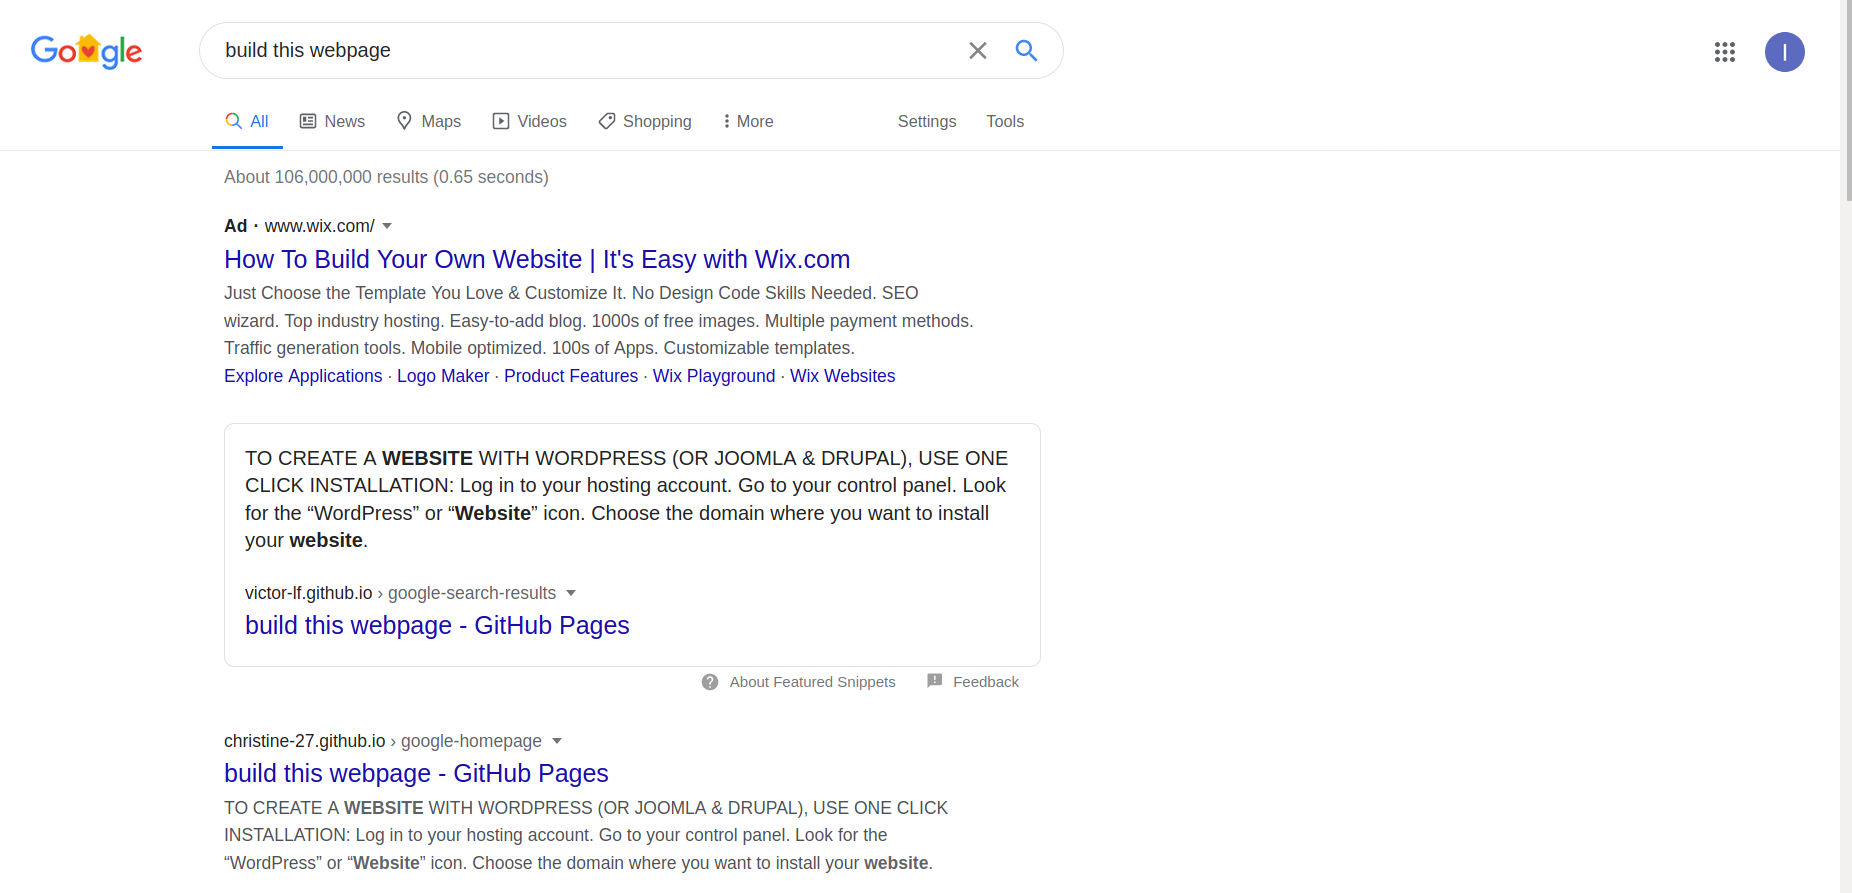 Google
build this webpage
I
All News Maps Videos Shopping More Settings Tools
About 106,000,000 results (0.65 seconds)
Ad · www.wix.com/
How To Build Your Own Website | It's Easy with Wix.com
Just Choose the Template You Love & Customize It. No Design Code Skills Needed. SEO
wizard. Top industry hosting. Easy-to-add blog. 1000s of free images. Multiple payment methods.
Traffic generation tools. Mobile optimized. 100s of Apps. Customizable templates.
Explore Applications · Logo Maker · Product Features · Wix Playground · Wix Websites
TO CREATE A WEBSITE WITH WORDPRESS (OR JOOMLA & DRUPAL), USE ONE
CLICK INSTALLATION: Log in to your hosting account. Go to your control panel. Look
for the “WordPress” or “Website” icon. Choose the domain where you want to install
your website.
victor-lf.github.io › google-search-results
build this webpage - GitHub Pages
About Featured Snippets Feedback
christine-27.github.io › google-homepage
build this webpage - GitHub Pages
TO CREATE A WEBSITE WITH WORDPRESS (OR JOOMLA & DRUPAL), USE ONE CLICK
INSTALLATION: Log in to your hosting account. Go to your control panel. Look for the
“WordPress” or “Website” icon. Choose the domain where you want to install your website.